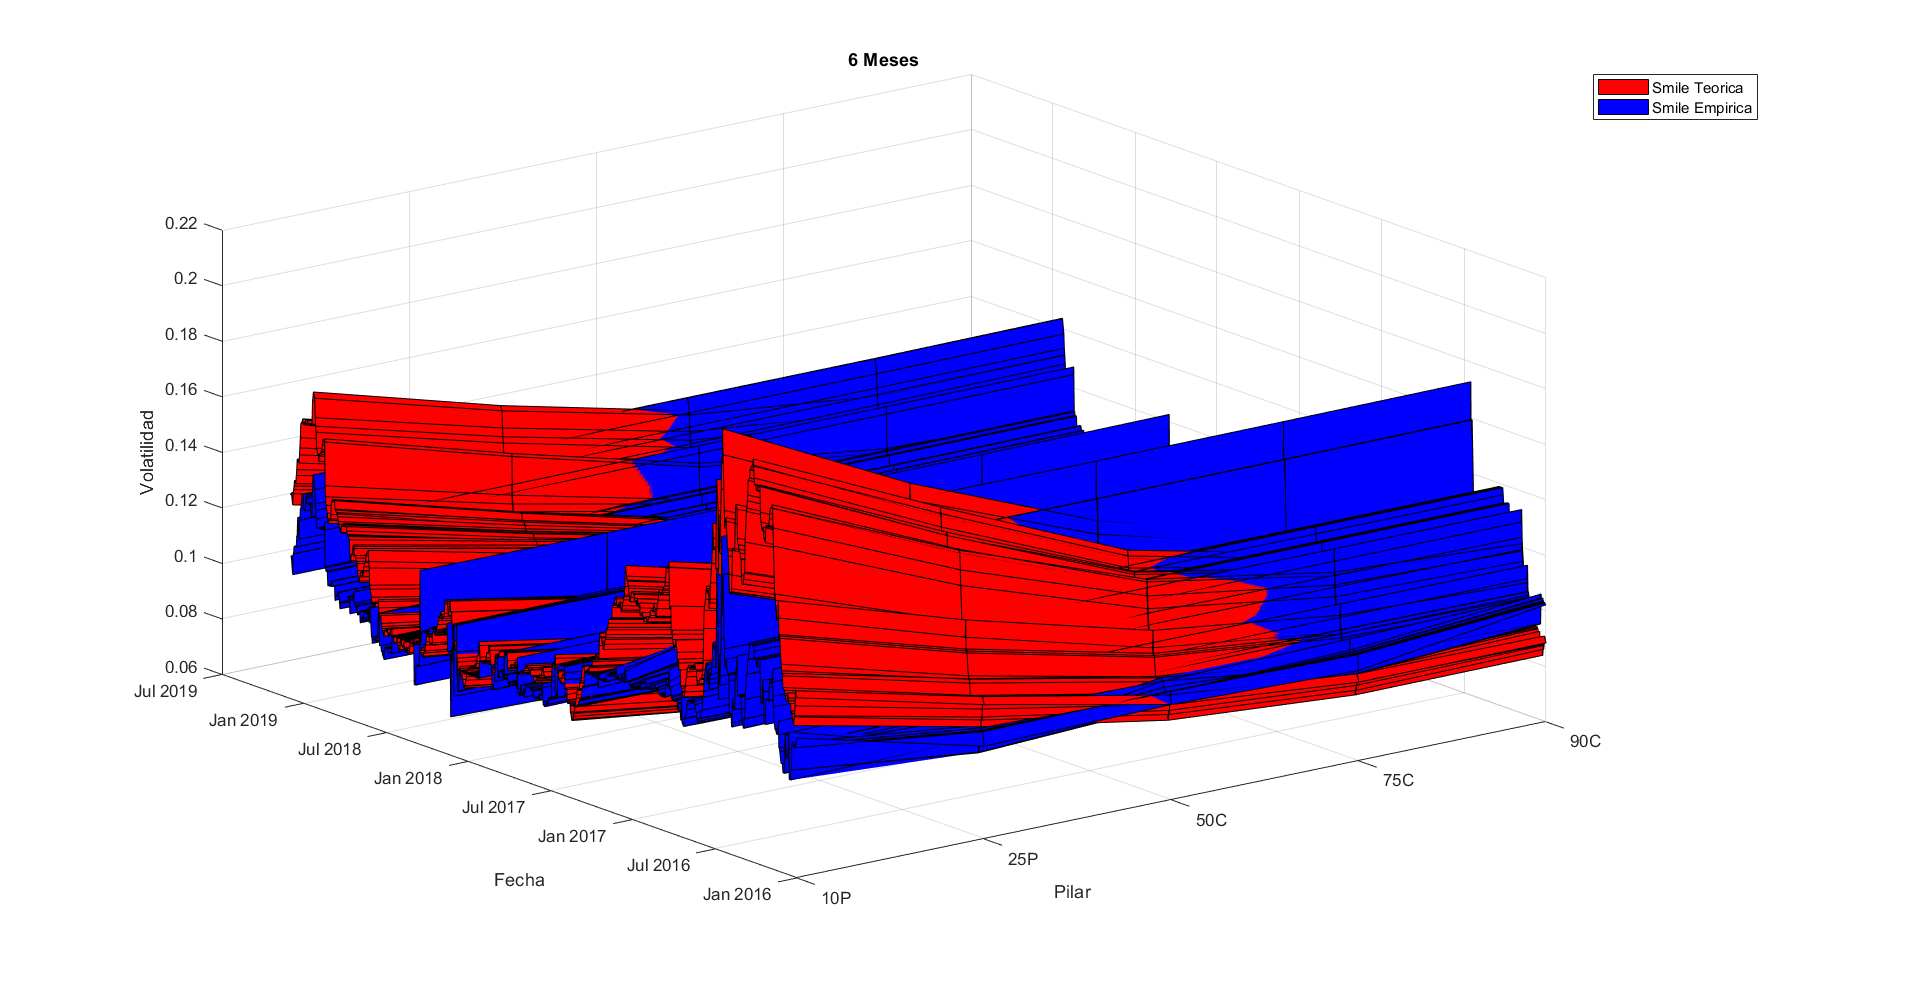 6 Meses
Smile Teorica
Smile Empirica
Volatilidad
0.22
0.2
0.18
0.16
0.14
0.12
0.1
0.08
0.06
Jul 2019
Jan 2019
Jul 2018
Jan 2018
Jul 2017
Jan 2017
Jul 2016
Jan 2016
Fecha
10P
25P
50C
75C
90C
Pilar